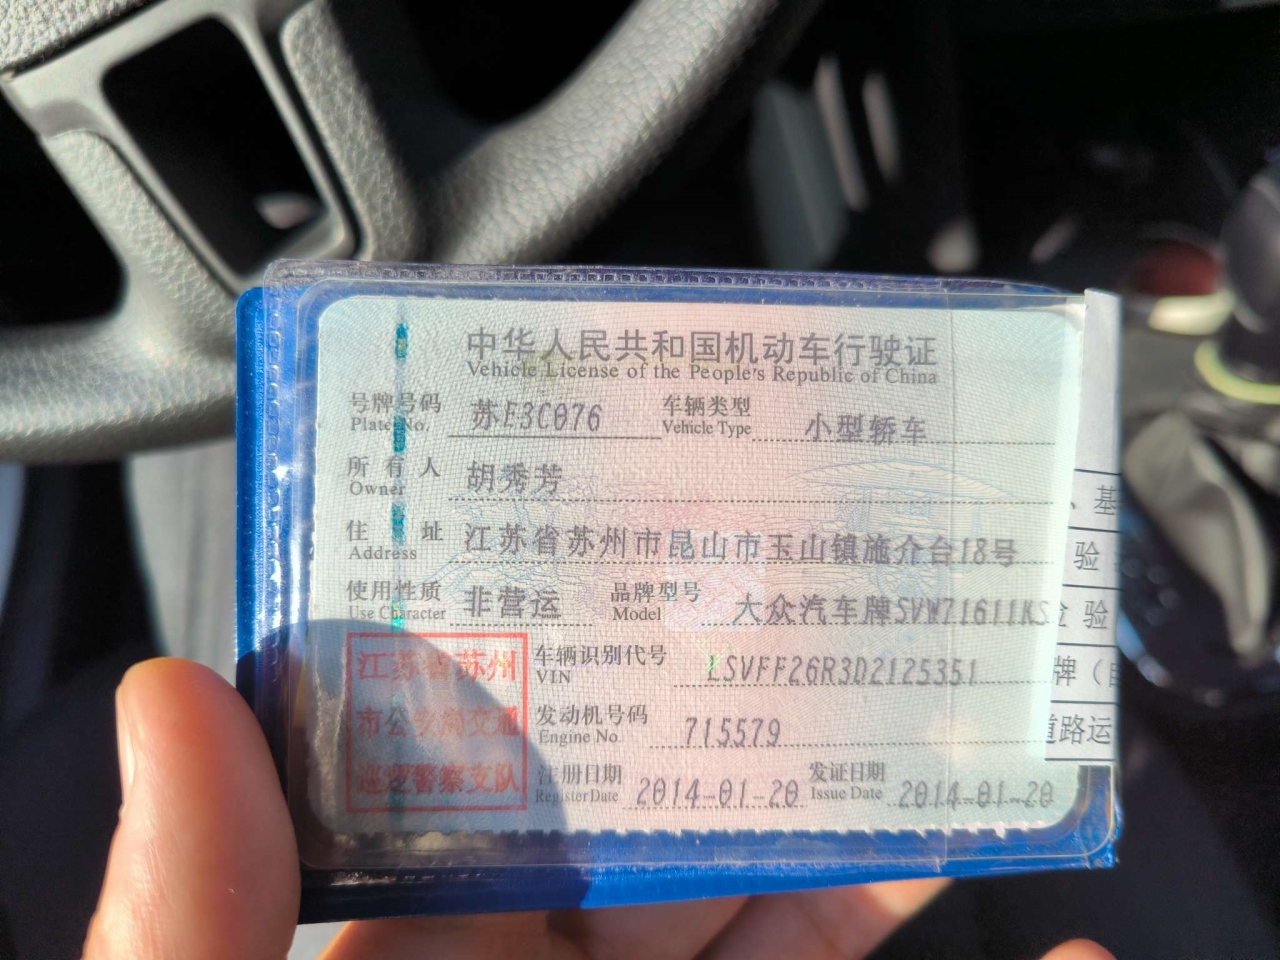 中华人民共和国机动车行驶证
Vehicle License of the People's Republic of China
号牌号码 苏E3C076 车辆类型 小型轿车
Plate No. Vehicle Type
所有人 胡秀芳
Owner
住址 江苏省苏州市昆山市玉山镇施介台18号
Address
使用性质 非营运 品牌型号 大众汽车牌SVW71611KS
Use Character Model
车辆识别代号 LSVFF26R3D2125351
VIN
发动机号码 715579
Engine No.
注册日期 2014-01-20 发证日期 2014-01-20
Register Date Issue Date
江苏省苏州
市公安局交通
巡逻警察支队
、基
验
验
牌（
道路运